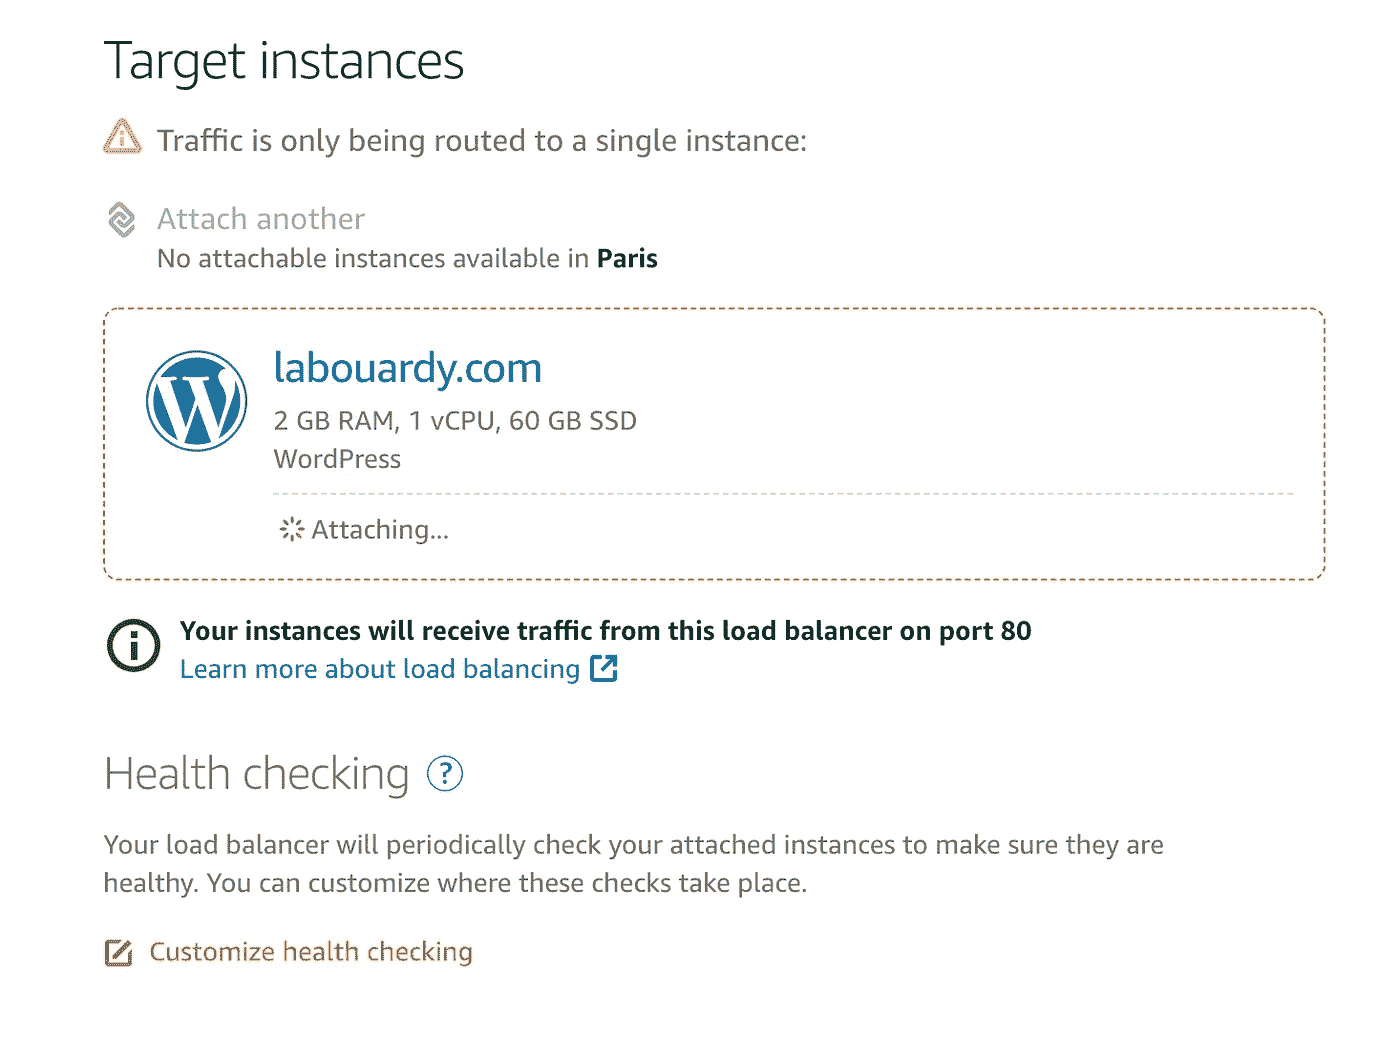 Target instances
Traffic is only being routed to a single instance:
Attach another
No attachable instances available in Paris
labouardy.com
2 GB RAM, 1 vCPU, 60 GB SSD
WordPress
Attaching...
Your instances will receive traffic from this load balancer on port 80
Learn more about load balancing
Health checking ?
Your load balancer will periodically check your attached instances to make sure they are
healthy. You can customize where these checks take place.
Customize health checking